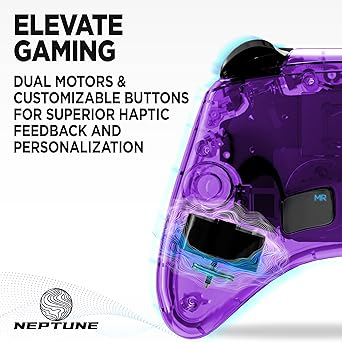 ELEVATE
GAMING
DUAL MOTORS &
CUSTOMIZABLE BUTTONS
FOR SUPERIOR HAPTIC
FEEDBACK AND
PERSONALIZATION
MR
NEPTUNE